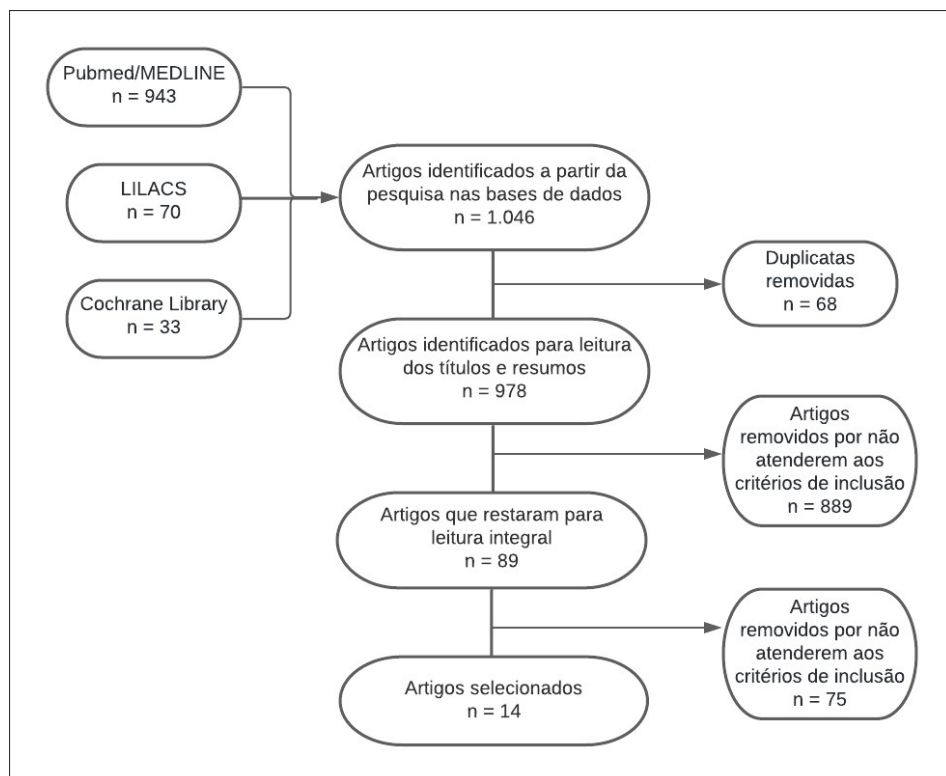 Pubmed/MEDLINE
n = 943
LILACS
n = 70
Cochrane Library
n = 33
Artigos identificados a partir da
pesquisa nas bases de dados
n = 1.046
Duplicatas
removidas
n = 68
Artigos identificados para leitura
dos títulos e resumos
n = 978
Artigos
removidos por não
atenderem aos
critérios de inclusão
n = 889
Artigos que restaram para
leitura integral
n = 89
Artigos
removidos por não
atenderem aos
critérios de inclusão
n = 75
Artigos selecionados
n = 14